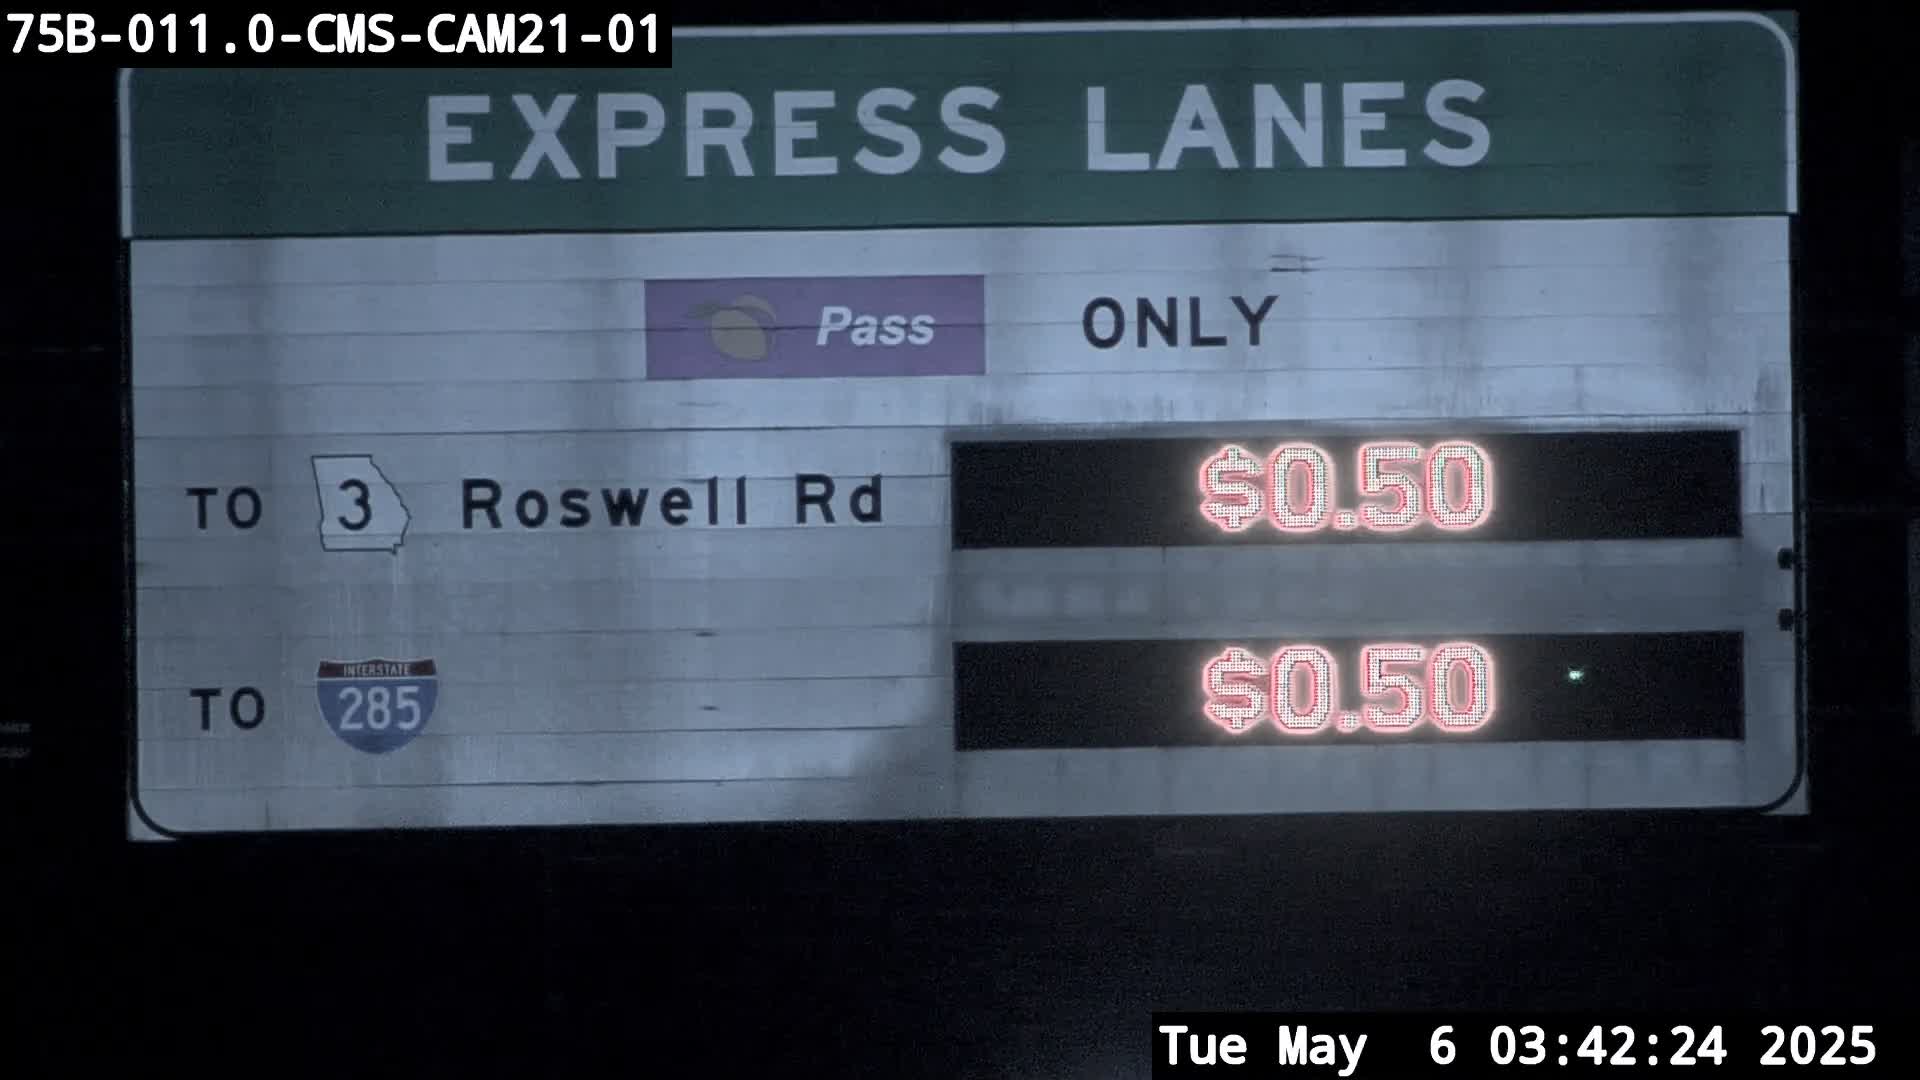 75B-011.0-CMS-CAM21-01
EXPRESS LANES
Pass ONLY
TO 3 Roswell Rd $0.50
TO INTERSTATE 285 $0.50
Tue May 6 03:42:24 2025